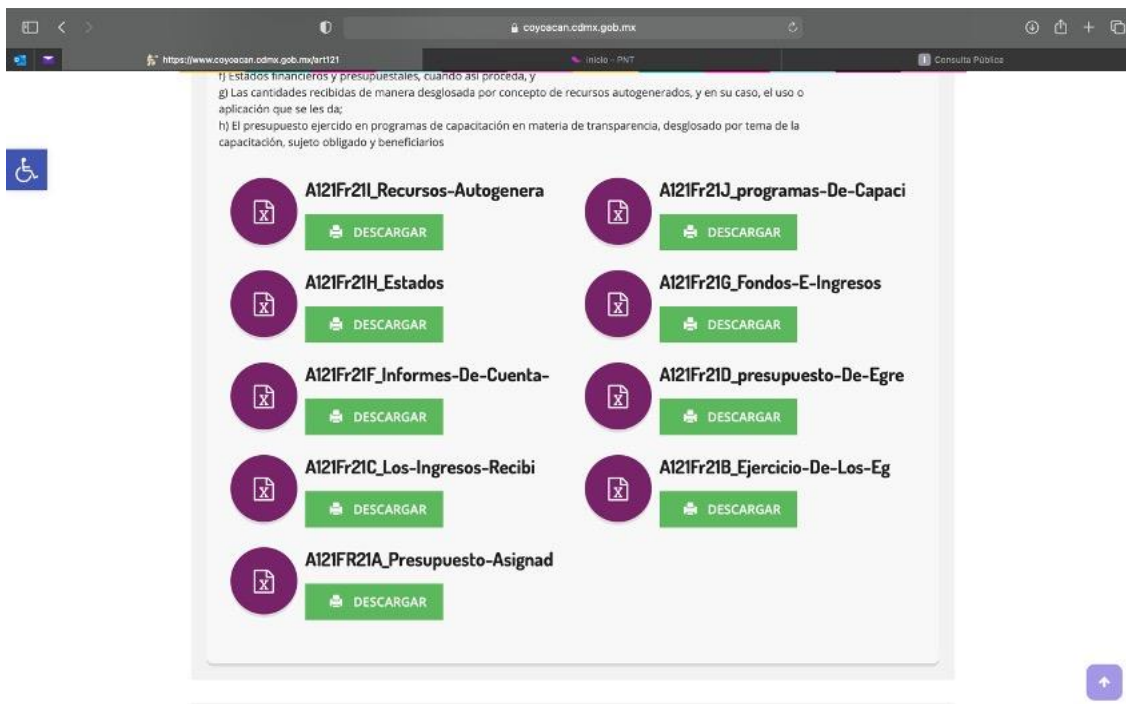 coyoacan.cdmx.gob.mx
https://www.coyoacan.cdmx.gob.mx/art121
Inicio - PNT
I Consulta Pública
f) Estados financieros y presupuestales, cuando así proceda, y
g) Las cantidades recibidas de manera desglosada por concepto de recursos autogenerados, y en su caso, el uso o
aplicación que se les da;
h) El presupuesto ejercido en programas de capacitación en materia de transparencia, desglosado por tema de la
capacitación, sujeto obligado y beneficiarios
A121Fr21I_Recursos-Autogenera
DESCARGAR
A121Fr21J_programas-De-Capaci
DESCARGAR
A121Fr21H_Estados
DESCARGAR
A121Fr21G_Fondos-E-Ingresos
DESCARGAR
A121Fr21F_Informes-De-Cuenta-
DESCARGAR
A121Fr21D_presupuesto-De-Egre
DESCARGAR
A121Fr21C_Los-Ingresos-Recibi
DESCARGAR
A121Fr21B_Ejercicio-De-Los-Eg
DESCARGAR
A121FR21A_Presupuesto-Asignad
DESCARGAR